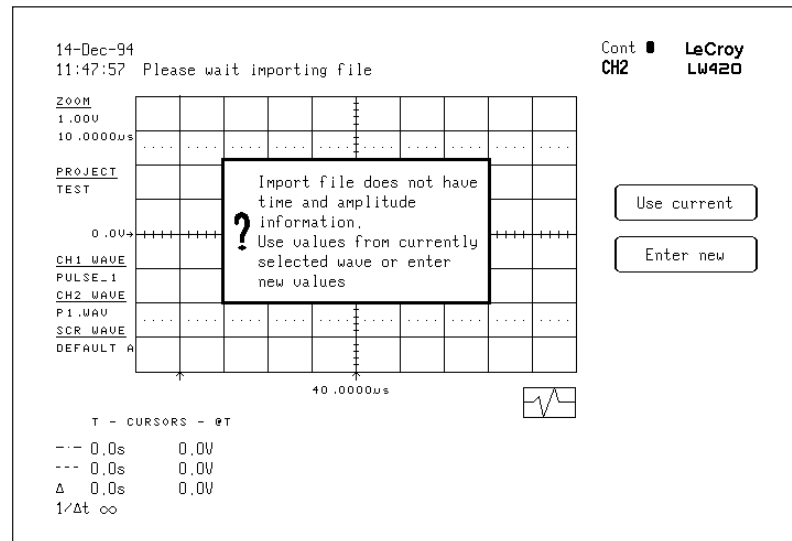 14-Dec-94
11:47:57 Please wait importing file
Cont
CH2
LeCroy
LW420
ZOOM
1.00V
10.0000us
PROJECT
TEST
0.0V
CH1 WAVE
PULSE_1
CH2 WAVE
P1.WAV
SCR WAVE
DEFAULT A
?
Import file does not have
time and amplitude
information.
Use values from currently
selected wave or enter
new values
Use current
Enter new
40.0000us
T - CURSORS - @T
0.0s 0.0V
0.0s 0.0V
Δ 0.0s 0.0V
1/Δt ∞